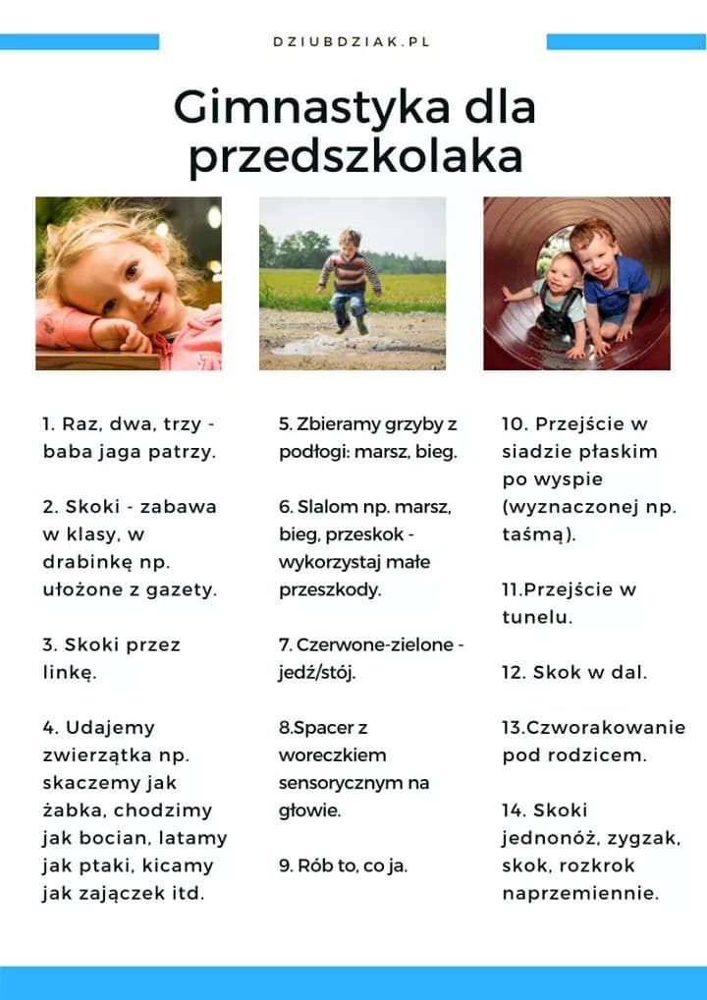 DZIUBDZIAK.PL
Gimnastyka dla
przedszkolaka
1. Raz, dwa, trzy -
baba jaga patrzy.
2. Skoki - zabawa
w klasy, w
drabinkę np.
ułożone z gazety.
3. Skoki przez
linkę.
4. Udajemy
zwierzątka np.
skaczemy jak
żabka, chodzimy
jak bocian, latamy
jak ptaki, kicamy
jak zajączek itd.
5. Zbieramy grzyby z
podłogi: marsz, bieg.
6. Slalom np. marsz,
bieg, przeskok -
wykorzystaj małe
przeszkody.
7. Czerwone-zielone -
jedź/stój.
8.Spacer z
woreczkiem
sensorycznym na
głowie.
9. Rób to, co ja.
10. Przejście w
siadzie płaskim
po wyspie
(wyznaczonej np.
taśmą).
11.Przejście w
tunelu.
12. Skok w dal.
13.Czworakowanie
pod rodzicem.
14. Skoki
jednonóż, zygzak,
skok, rozkrok
naprzemiennie.